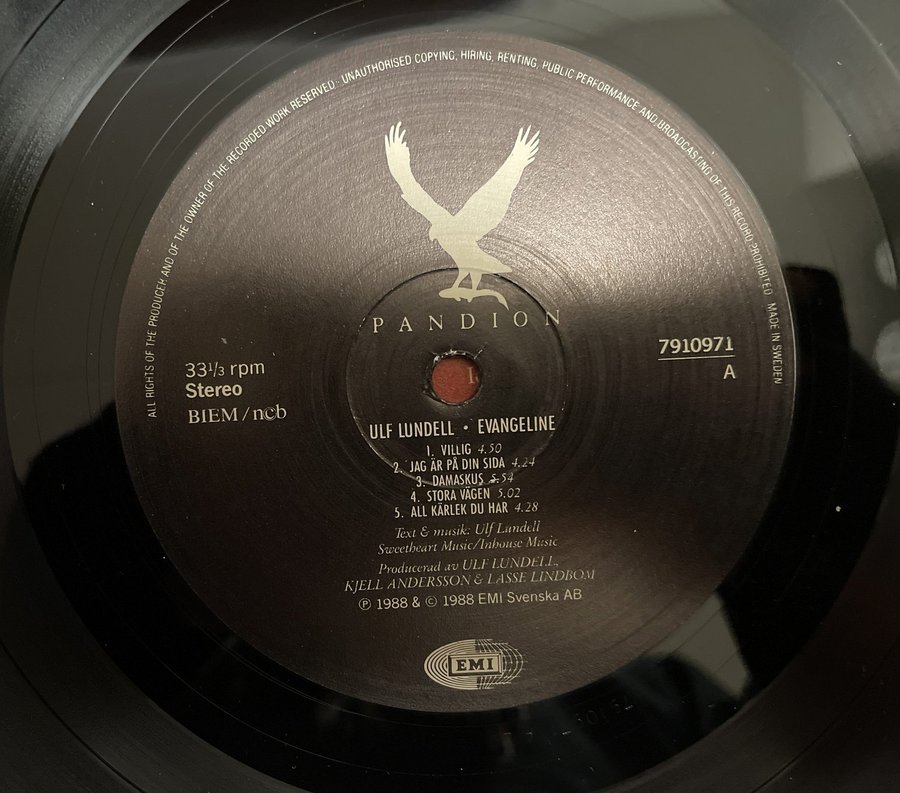 ALL RIGHTS OF THE PRODUCER AND OF THE OWNER OF THE RECORDED WORK RESERVED · UNAUTHORISED COPYING, HIRING, RENTING, PUBLIC PERFORMANCE AND BROADCASTING OF THIS RECORD PROHIBITED · MADE IN SWEDEN
PANDION
33 1/3 rpm
Stereo
BIEM/ncb
7910971
A
ULF LUNDELL • EVANGELINE
1. VILLIG 4.50
2. JAG ÄR PÅ DIN SIDA 4.24
3. DAMASKUS 5.54
4. STORA VÄGEN 5.02
5. ALL KÄRLEK DU HAR 4.28
Text & musik: Ulf Lundell
Sweetheart Music/Inhouse Music
Producerad av ULF LUNDELL,
KJELL ANDERSSON & LASSE LINDBOM
℗ 1988 & © 1988 EMI Svenska AB
EMI